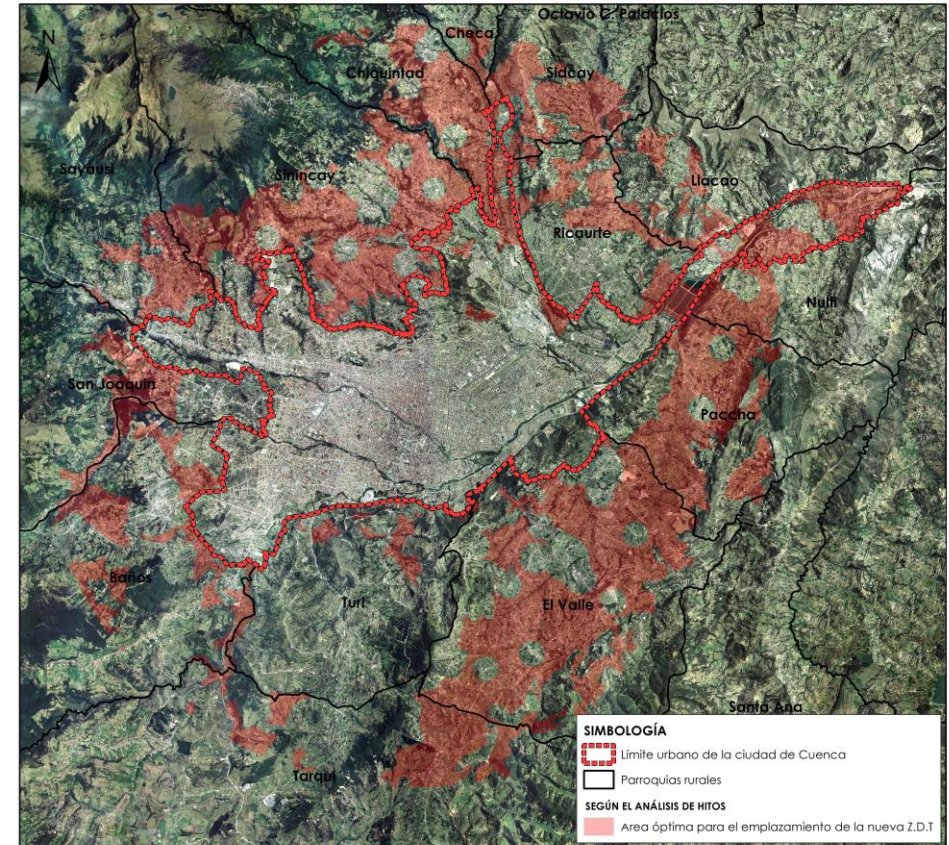 Octavio C. Palacios
N
Checa
Chiquintad
Sidcay
Sayausí
Sinincay
Llacao
Ricaurte
Nulti
San Joaquín
Paccha
Baños
Turi
El Valle
Santa Ana
Tarqui
SIMBOLOGÍA
Límite urbano de la ciudad de Cuenca
Parroquias rurales
SEGÚN EL ANÁLISIS DE HITOS
Area óptima para el emplazamiento de la nueva Z.D.T